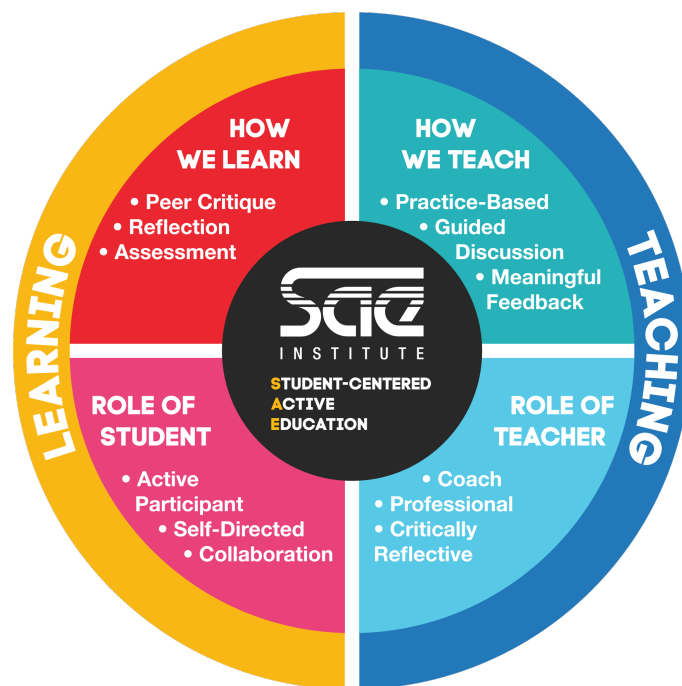 LEARNING
HOW
WE LEARN
• Peer Critique
• Reflection
• Assessment
HOW
WE TEACH
• Practice-Based
• Guided
Discussion
• Meaningful
Feedback
TEACHING
sae
INSTITUTE
STUDENT-CENTERED
ACTIVE
EDUCATION
ROLE OF
STUDENT
• Active
Participant
• Self-Directed
• Collaboration
ROLE OF
TEACHER
• Coach
• Professional
• Critically
Reflective